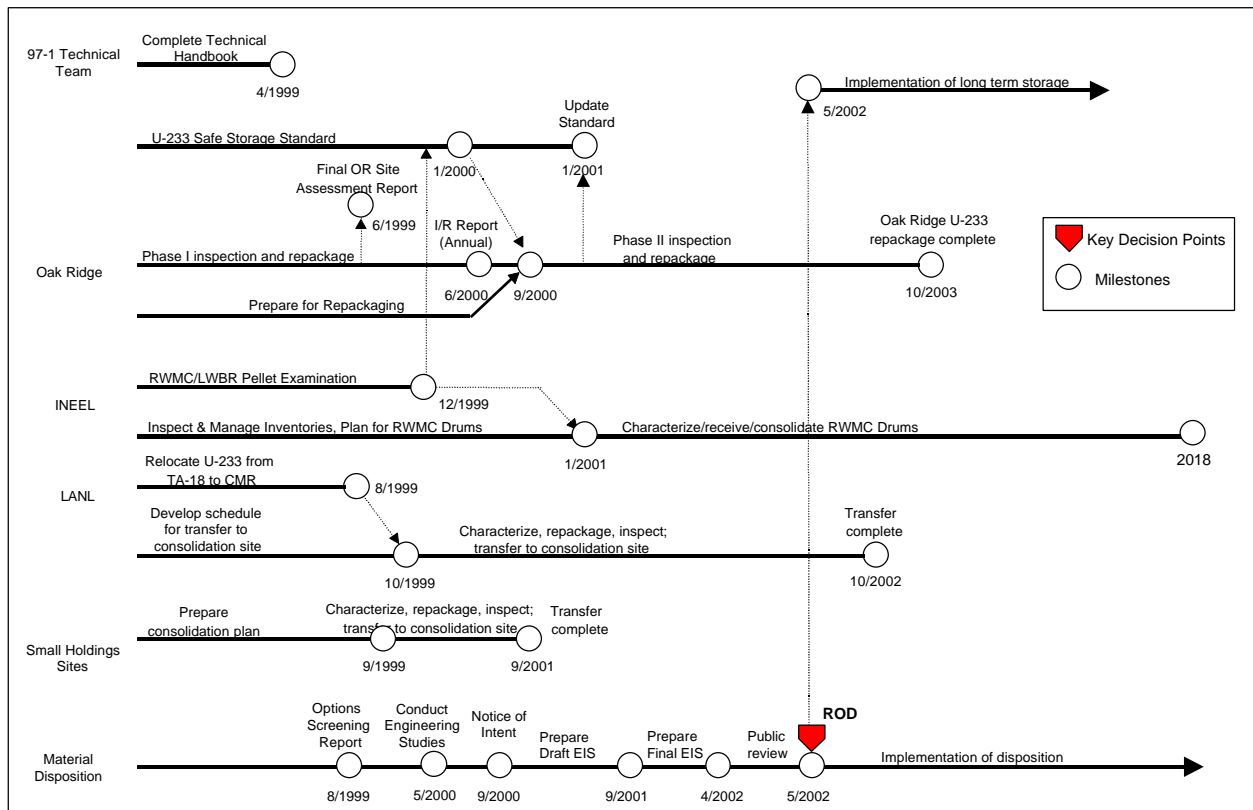 97-1 Technical
Team
Complete Technical
Handbook
4/1999
Implementation of long term storage
5/2002
U-233 Safe Storage Standard
1/2000
Update
Standard
1/2001
Final OR Site
Assessment Report
6/1999
Oak Ridge
Phase I inspection and repackage
I/R Report
(Annual)
6/2000
9/2000
Phase II inspection
and repackage
Oak Ridge U-233
repackage complete
10/2003
Prepare for Repackaging
Key Decision Points
Milestones
INEEL
RWMC/LWBR Pellet Examination
12/1999
Inspect & Manage Inventories, Plan for RWMC Drums
1/2001
Characterize/receive/consolidate RWMC Drums
2018
LANL
Relocate U-233 from
TA-18 to CMR
8/1999
Develop schedule
for transfer to
consolidation site
10/1999
Characterize, repackage, inspect;
transfer to consolidation site
Transfer
complete
10/2002
Small Holdings
Sites
Prepare
consolidation plan
9/1999
Characterize, repackage, inspect;
transfer to consolidation site
Transfer
complete
9/2001
Material
Disposition
Options
Screening
Report
8/1999
Conduct
Engineering
Studies
5/2000
Notice of
Intent
9/2000
Prepare
Draft EIS
9/2001
Prepare
Final EIS
4/2002
Public
review
ROD
5/2002
Implementation of disposition